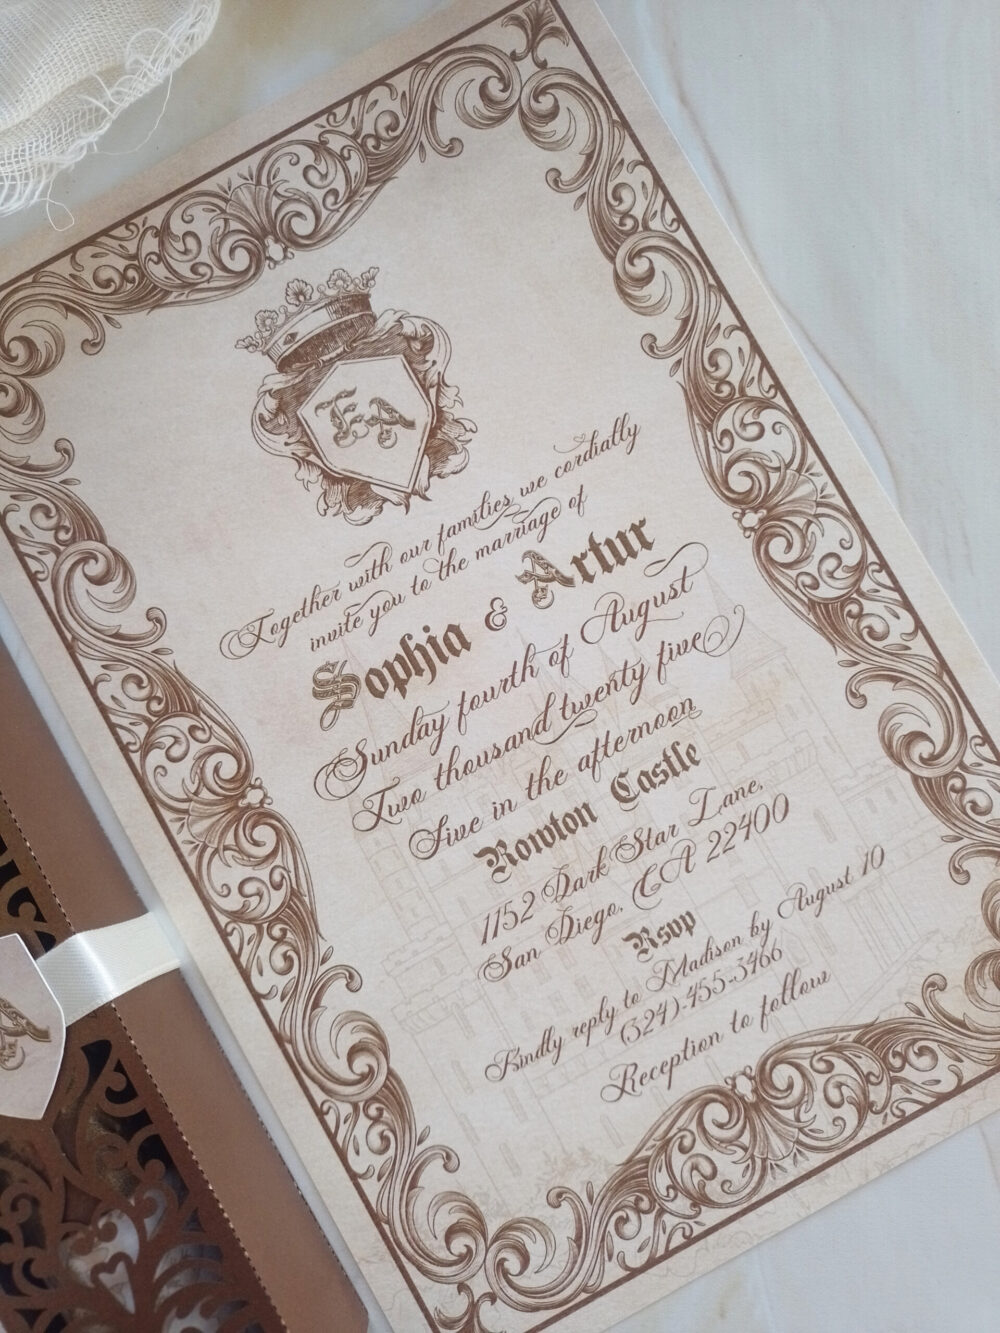 SA
Together with our families we cordially
invite you to the marriage of
Sophia & Artur
Sunday fourth of August
Two thousand twenty five
Five in the afternoon
Rowton Castle
1152 Dark Star Lane,
San Diego, CA 22400
Rsvp
Kindly reply to Madison by August 10
(324)-455-3466
Reception to follow
A